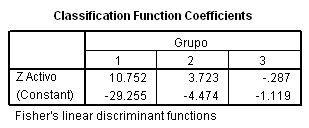 Classification Function Coefficients
Grupo
1 2 3
Z Activo 10.752 3.723 -.287
(Constant) -29.255 -4.474 -1.119
Fisher's linear discriminant functions